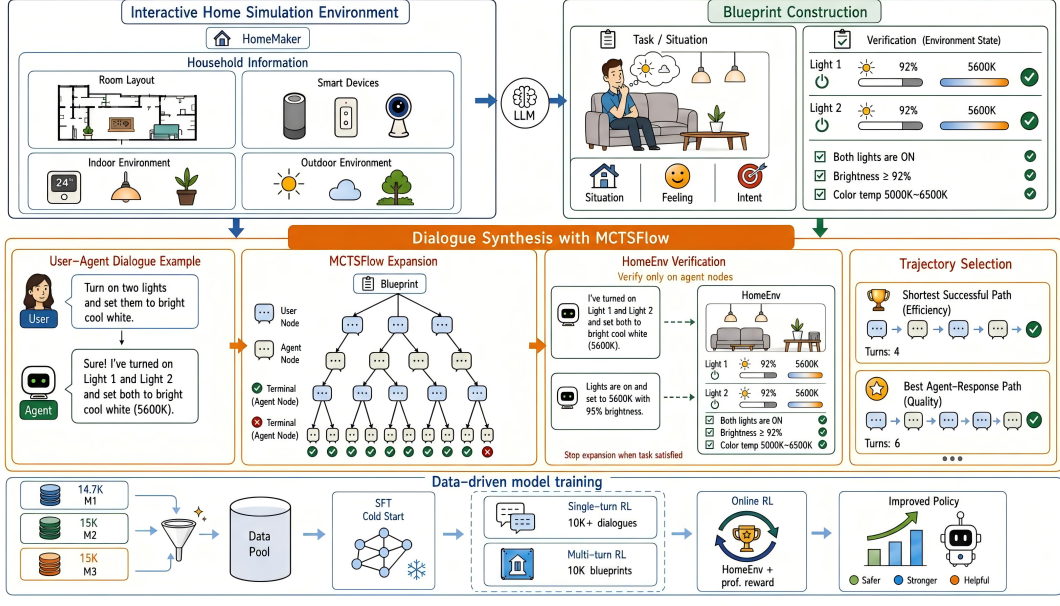 Interactive Home Simulation Environment
HomeMaker
Household Information
Room Layout
Smart Devices
Indoor Environment
24°
Outdoor Environment
LLM
Blueprint Construction
Task / Situation
Situation
Feeling
Intent
Verification (Environment State)
Light 1
92%
5600K
Light 2
92%
5600K
Both lights are ON
Brightness ≥ 92%
Color temp 5000K~6500K
Dialogue Synthesis with MCTSFlow
User-Agent Dialogue Example
User
Turn on two lights
and set them to bright
cool white.
Agent
Sure! I've turned on
Light 1 and Light 2
and set both to bright
cool white (5600K).
MCTSFlow Expansion
Blueprint
User
Node
Agent
Node
Terminal
(Agent Node)
Terminal
(Agent Node)
HomeEnv Verification
Verify only on agent nodes
I've turned on
Light 1 and Light 2
and set both to
bright cool white
(5600K).
Lights are on and
set to 5600K with
95% brightness.
Stop expansion when task satisfied
HomeEnv
Light 1
92%
5600K
Light 2
92%
5600K
Both lights are ON
Brightness ≥ 92%
Color temp 5000K~6500K
Trajectory Selection
Shortest Successful Path
(Efficiency)
Turns: 4
Best Agent-Response Path
(Quality)
Turns: 6
Data-driven model training
14.7K
M1
15K
M2
15K
M3
Data
Pool
SFT
Cold Start
Single-turn RL
10K+ dialogues
Multi-turn RL
10K blueprints
Online RL
HomeEnv +
prof. reward
Improved Policy
Safer
Stronger
Helpful